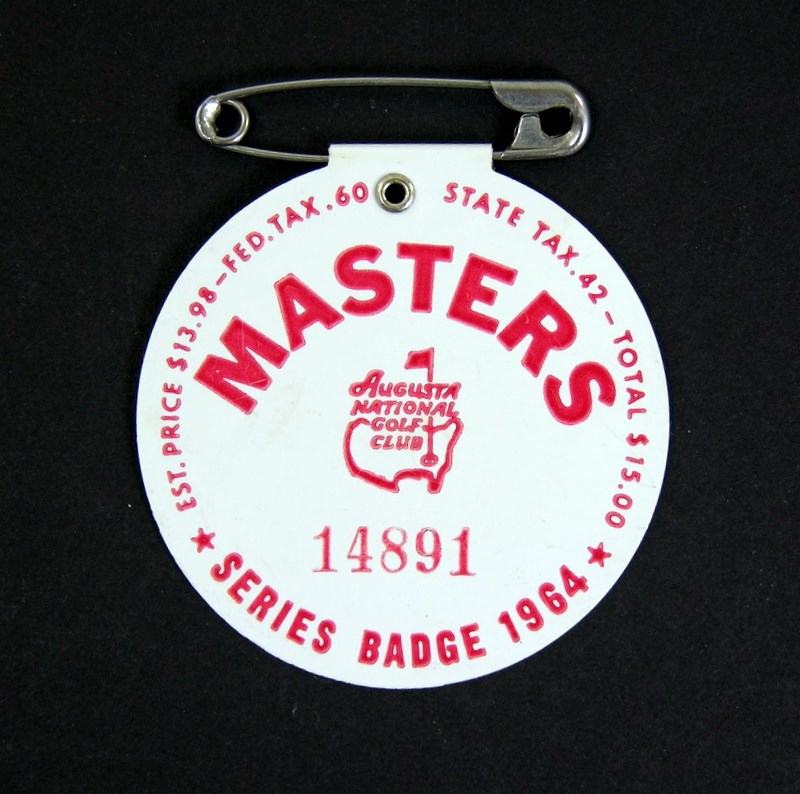 EST. PRICE $13.98-FED.TAX.60 STATE TAX.42-TOTAL $15.00
MASTERS
AUGUSTA
NATIONAL
GOLF
CLUB
14891
★ SERIES BADGE 1964 ★